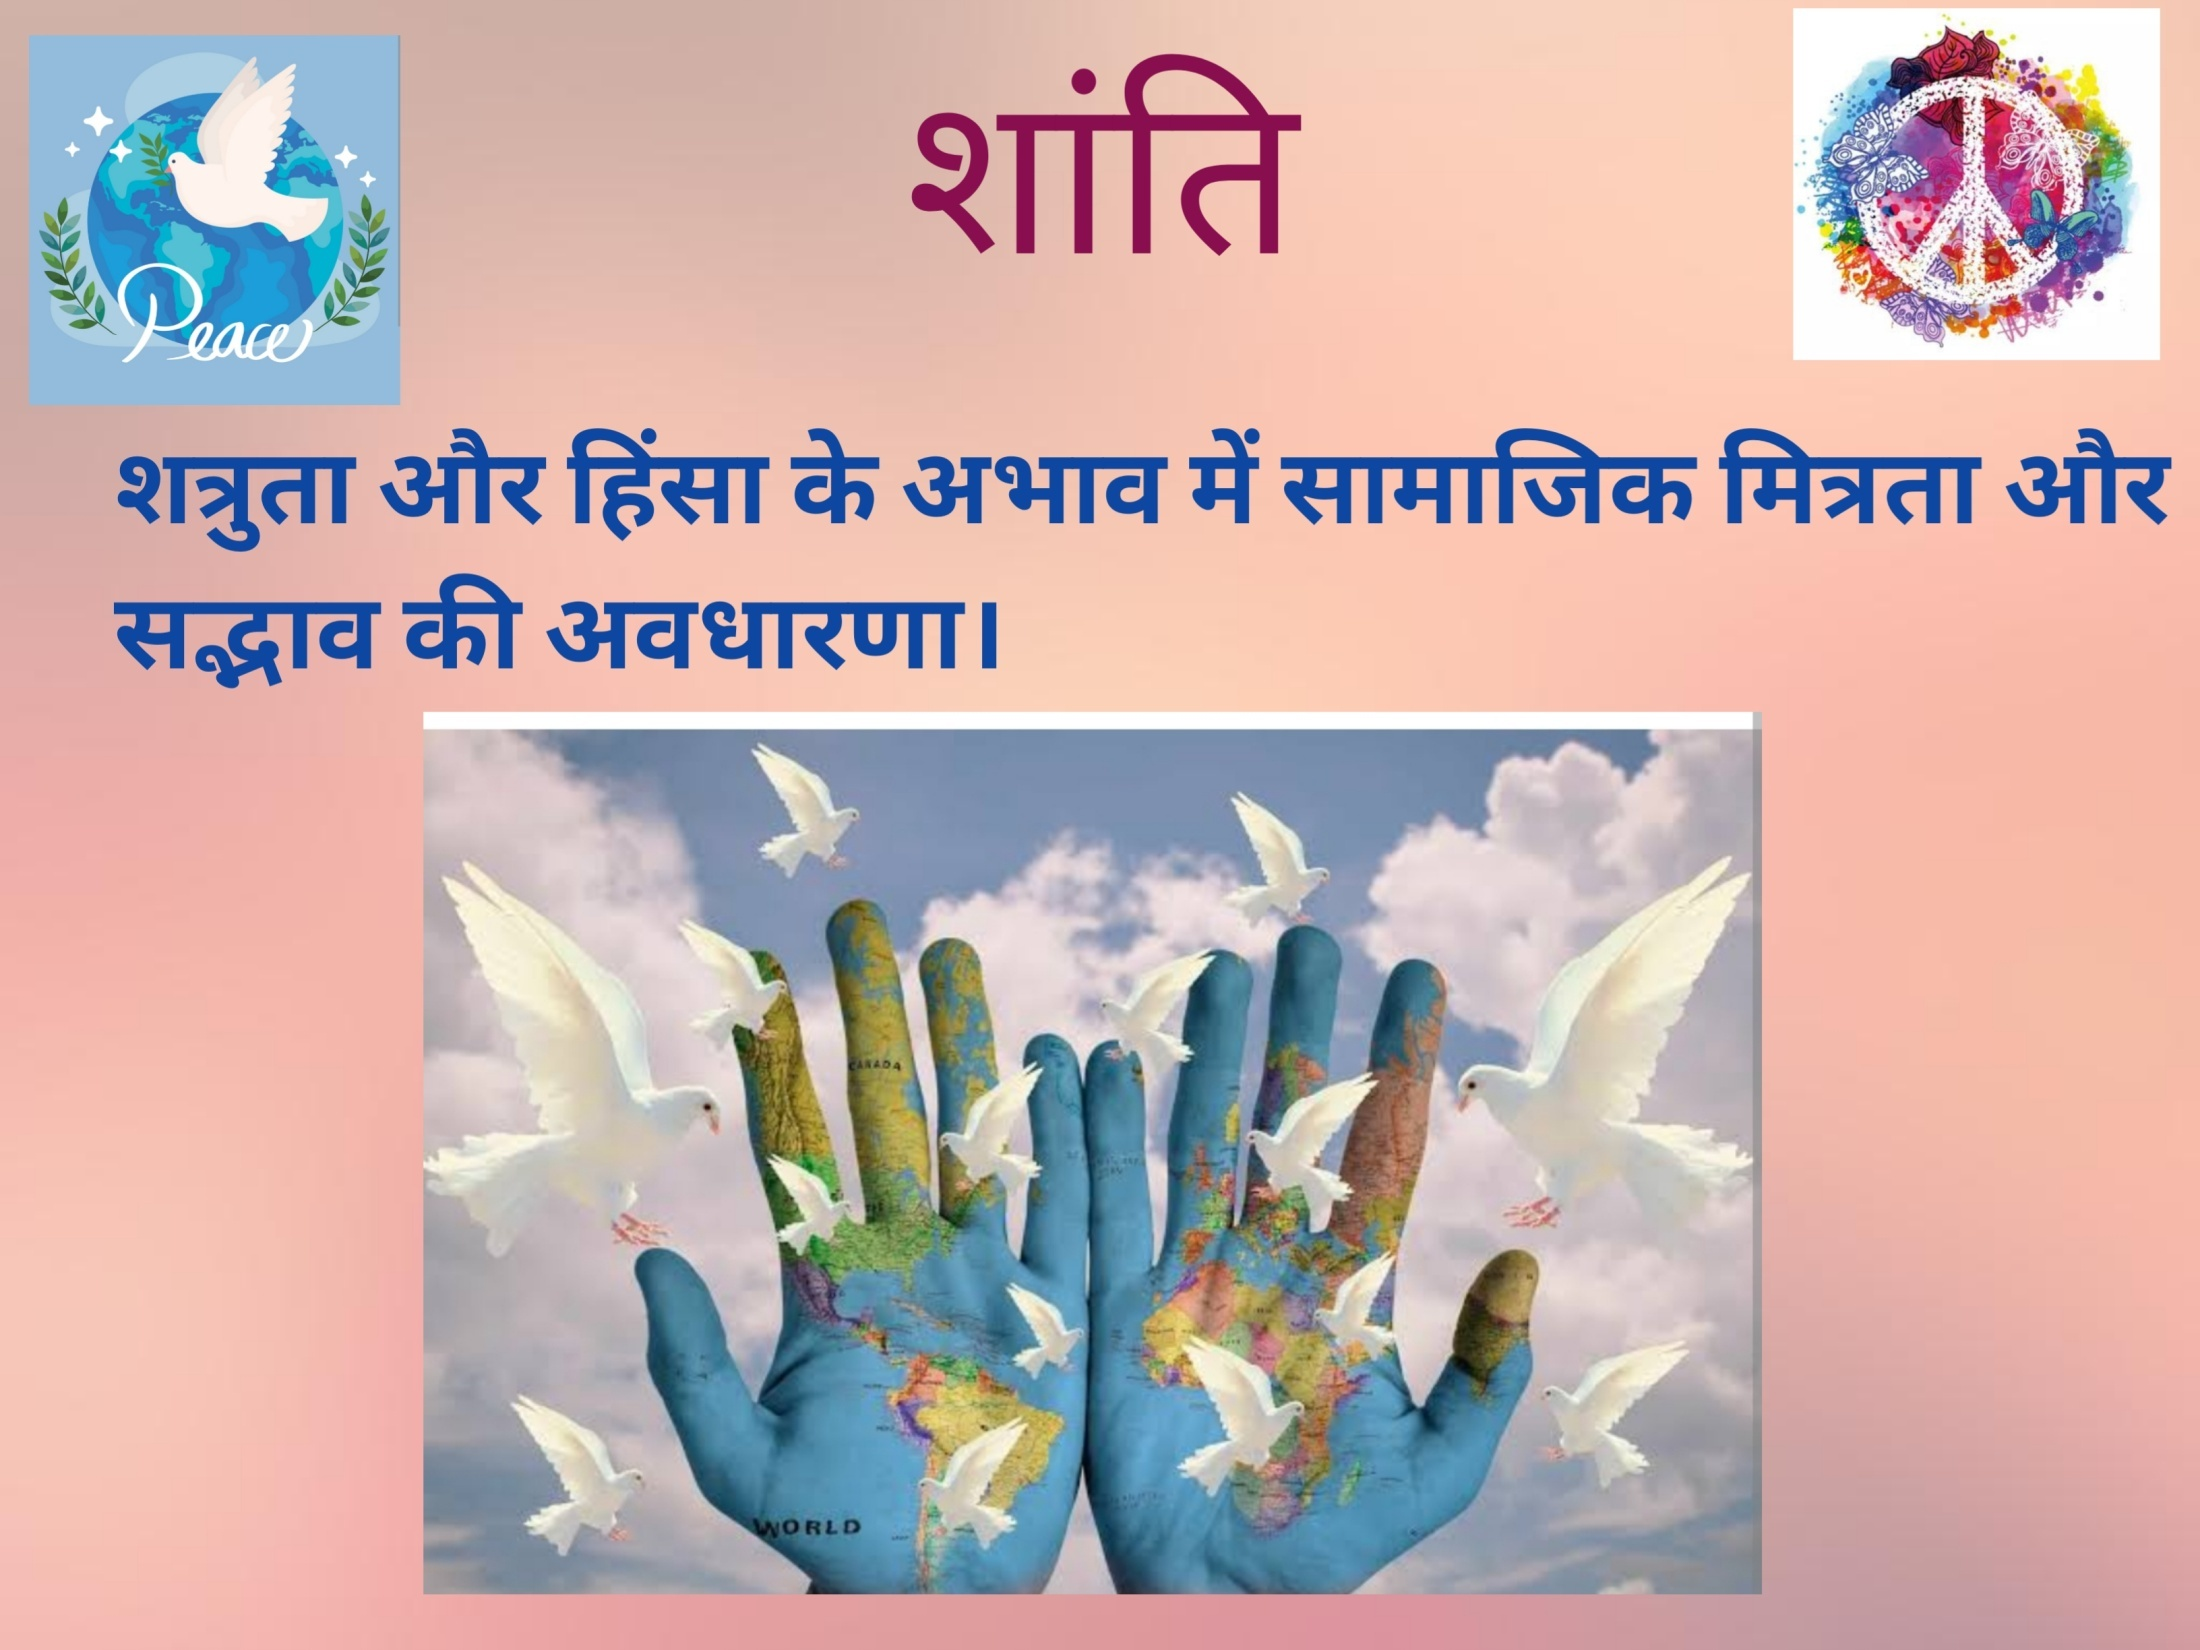 शांति
Peace
शत्रुता और हिंसा के अभाव में सामाजिक मित्रता और
सद्भाव की अवधारणा।
CANADA
WORLD